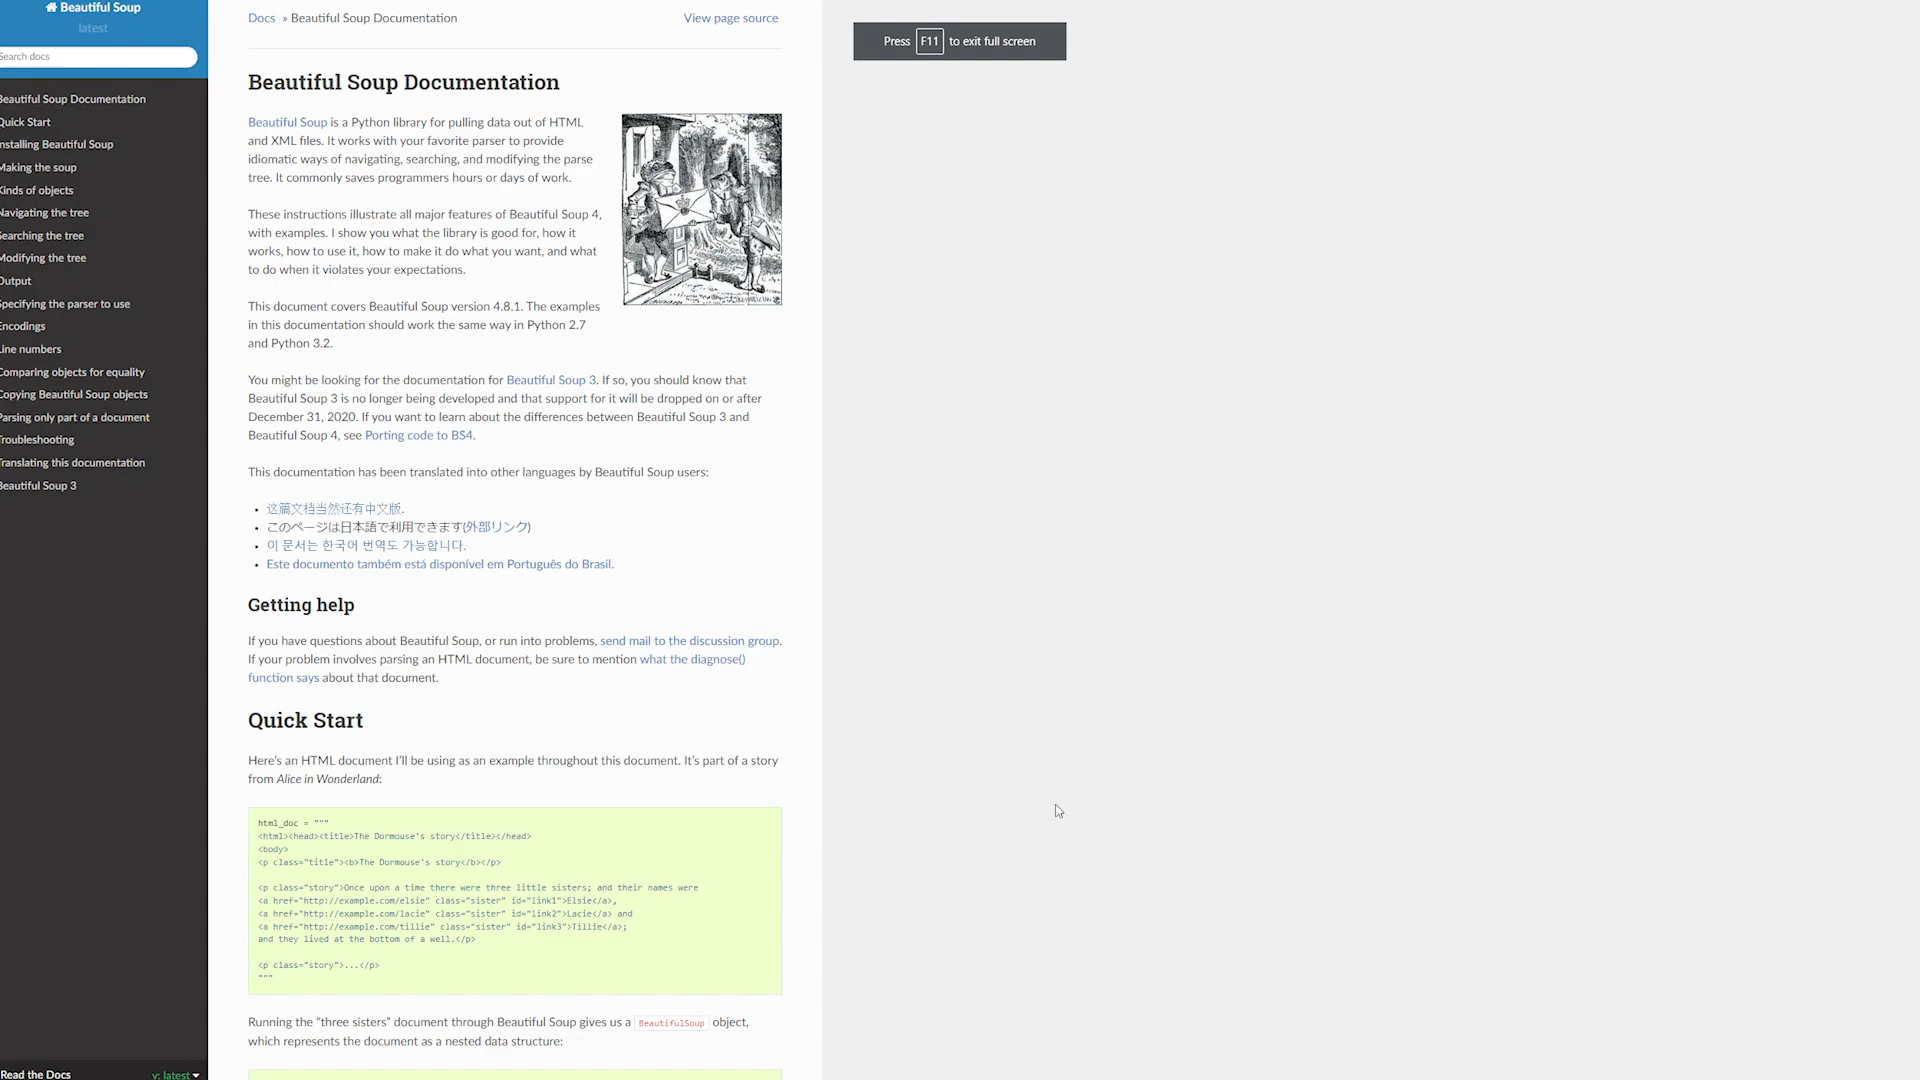 Beautiful Soup
latest
Search docs
Beautiful Soup Documentation
Quick Start
Installing Beautiful Soup
Making the soup
Kinds of objects
Navigating the tree
Searching the tree
Modifying the tree
Output
Specifying the parser to use
Encodings
Line numbers
Comparing objects for equality
Copying Beautiful Soup objects
Parsing only part of a document
Troubleshooting
Translating this documentation
Beautiful Soup 3
Read the Docs
v: latest
Docs » Beautiful Soup Documentation
View page source
Beautiful Soup Documentation
Beautiful Soup is a Python library for pulling data out of HTML
and XML files. It works with your favorite parser to provide
idiomatic ways of navigating, searching, and modifying the parse
tree. It commonly saves programmers hours or days of work.
These instructions illustrate all major features of Beautiful Soup 4,
with examples. I show you what the library is good for, how it
works, how to use it, how to make it do what you want, and what
to do when it violates your expectations.
This document covers Beautiful Soup version 4.8.1. The examples
in this documentation should work the same way in Python 2.7
and Python 3.2.
You might be looking for the documentation for Beautiful Soup 3. If so, you should know that
Beautiful Soup 3 is no longer being developed and that support for it will be dropped on or after
December 31, 2020. If you want to learn about the differences between Beautiful Soup 3 and
Beautiful Soup 4, see Porting code to BS4.
This documentation has been translated into other languages by Beautiful Soup users:
• 这篇文档当然还有中文版.
• このページは日本語で利用できます(外部リンク)
• 이 문서는 한국어 번역도 가능합니다.
• Este documento também está disponível em Português do Brasil.
Getting help
If you have questions about Beautiful Soup, or run into problems, send mail to the discussion group.
If your problem involves parsing an HTML document, be sure to mention what the diagnose()
function says about that document.
Quick Start
Here's an HTML document I'll be using as an example throughout this document. It's part of a story
from Alice in Wonderland:
html_doc = """
<html><head><title>The Dormouse's story</title></head>
<body>
<p class="title"><b>The Dormouse's story</b></p>
<p class="story">Once upon a time there were three little sisters; and their names were
<a href="http://example.com/elsie" class="sister" id="link1">Elsie</a>,
<a href="http://example.com/lacie" class="sister" id="link2">Lacie</a> and
<a href="http://example.com/tillie" class="sister" id="link3">Tillie</a>;
and they lived at the bottom of a well.</p>
<p class="story">...</p>
"""
Running the “three sisters” document through Beautiful Soup gives us a BeautifulSoup object,
which represents the document as a nested data structure:
Press F11 to exit full screen